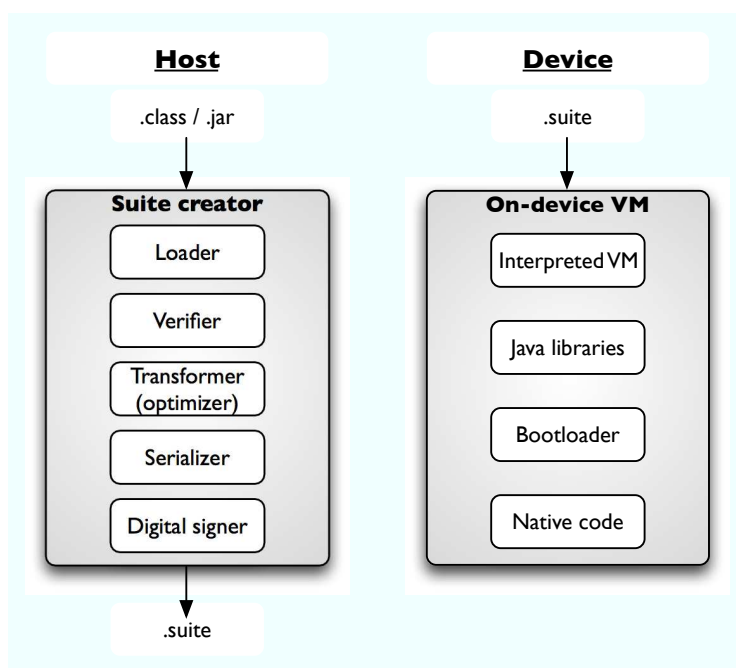 Host
.class / .jar
Suite creator
Loader
Verifier
Transformer
(optimizer)
Serializer
Digital signer
.suite
Device
.suite
On-device VM
Interpreted VM
Java libraries
Bootloader
Native code